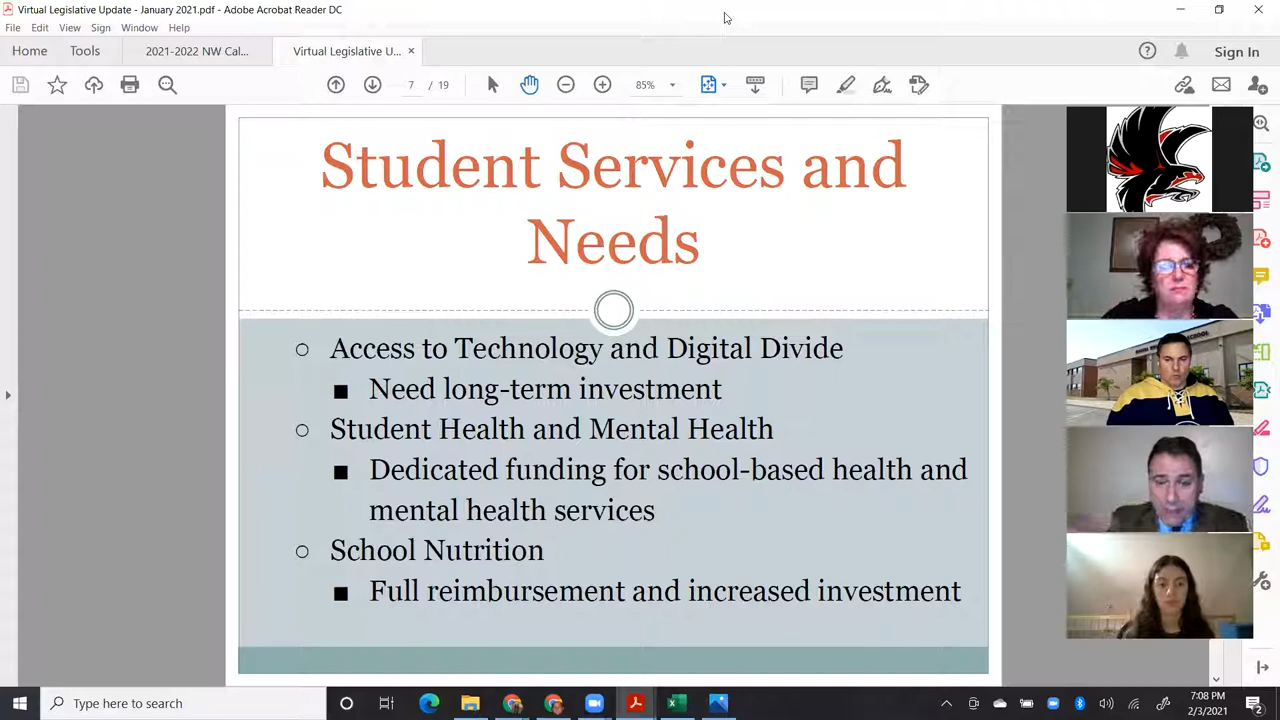 Virtual Legislative Update - January 2021.pdf - Adobe Acrobat Reader DC
File Edit View Sign Window Help
Home Tools 2021-2022 NW Cal... Virtual Legislative U... ×
Sign In
7 / 19
85%
Student Services and
Needs
Access to Technology and Digital Divide
Need long-term investment
Student Health and Mental Health
Dedicated funding for school-based health and
mental health services
School Nutrition
Full reimbursement and increased investment
Type here to search
7:08 PM
2/3/2021
2